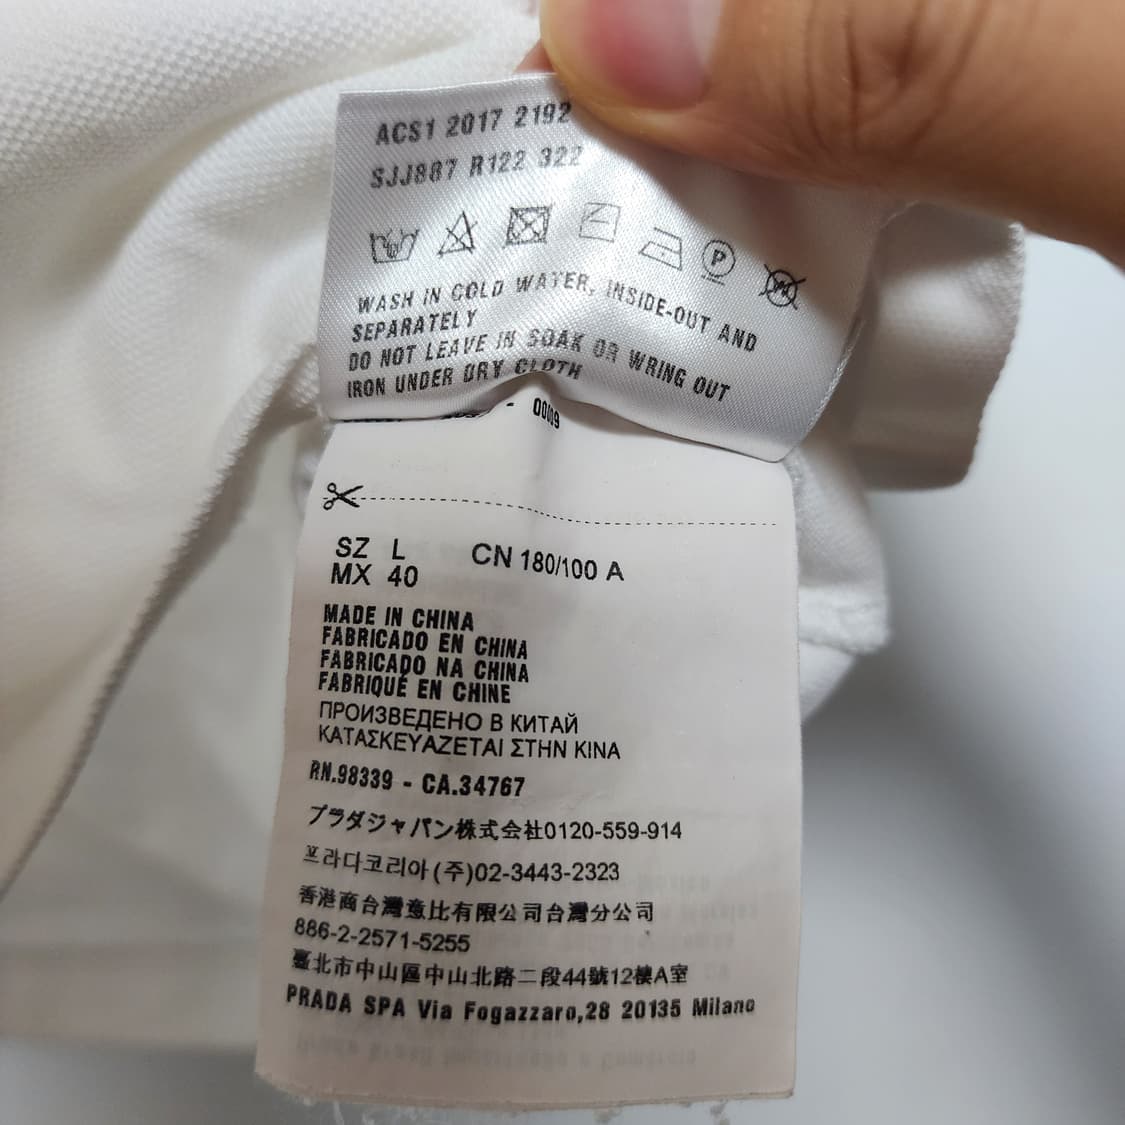 ACS1 2017 2192
SJJ887 R122 322
WASH IN COLD WATER, INSIDE-OUT AND
SEPARATELY
DO NOT LEAVE IN SOAK OR WRING OUT
IRON UNDER DRY CLOTH
- 00009
SZ L CN 180/100 A
MX 40
MADE IN CHINA
FABRICADO EN CHINA
FABRICADO NA CHINA
FABRIQUÉ EN CHINE
ПРОИЗВЕДЕНО В КИТАЙ
ΚΑΤΑΣΚΕΥΑΖΕΤΑΙ ΣΤΗΝ ΚΙΝΑ
RN.98339 - CA.34767
プラダジャパン株式会社0120-559-914
프라다코리아(주)02-3443-2323
香港商台灣意比有限公司台灣分公司
886-2-2571-5255
臺北市中山區中山北路二段44號12樓A室
PRADA SPA Via Fogazzaro,28 20135 Milano